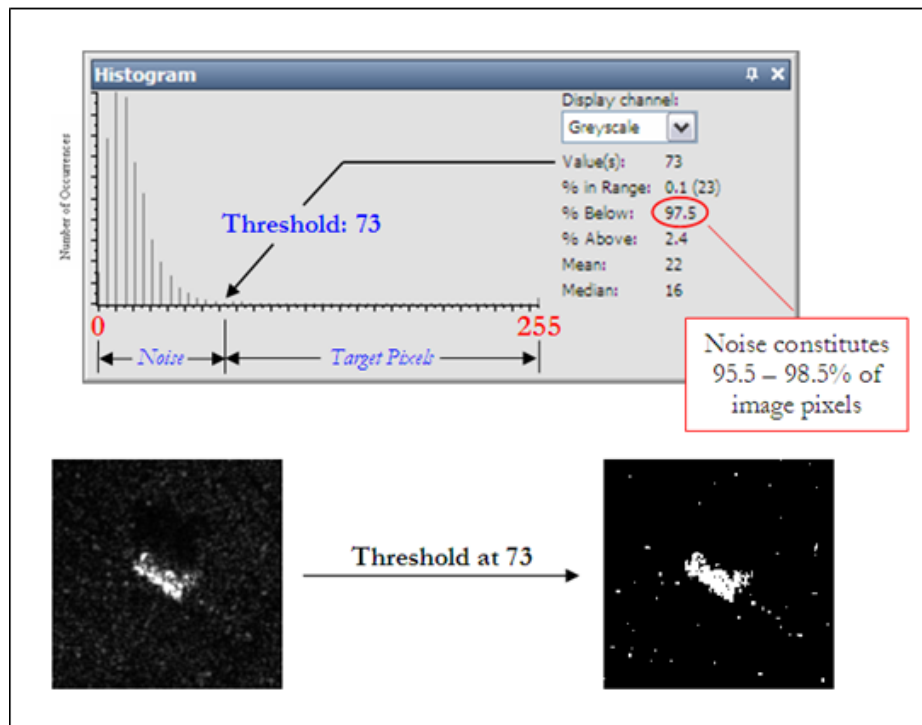 Histogram
Number of Occurrences
Display channel:
Greyscale
Value(s): 73
% in Range: 0.1 (23)
% Below: 97.5
% Above: 2.4
Mean: 22
Median: 16
Threshold: 73
0
255
Noise
Target Pixels
Noise constitutes
95.5 – 98.5% of
image pixels
Threshold at 73